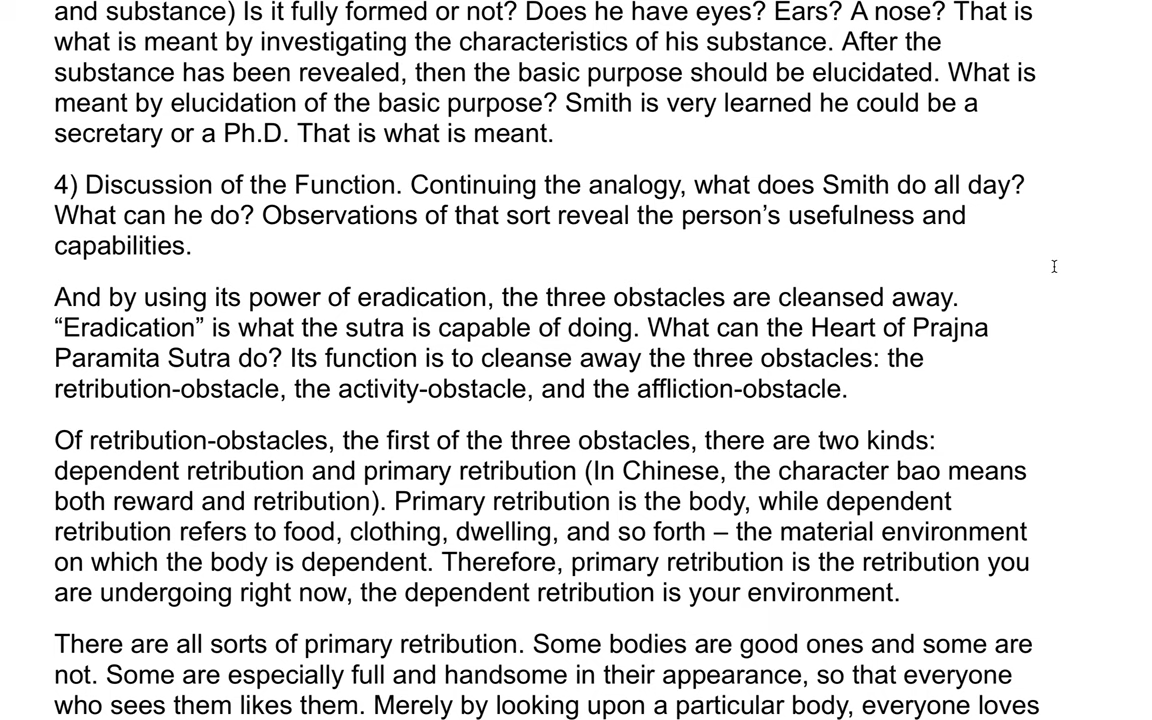 and substance) Is it fully formed or not? Does he have eyes? Ears? A nose? That is
what is meant by investigating the characteristics of his substance. After the
substance has been revealed, then the basic purpose should be elucidated. What is
meant by elucidation of the basic purpose? Smith is very learned he could be a
secretary or a Ph.D. That is what is meant.
4) Discussion of the Function. Continuing the analogy, what does Smith do all day?
What can he do? Observations of that sort reveal the person’s usefulness and
capabilities.
And by using its power of eradication, the three obstacles are cleansed away.
“Eradication” is what the sutra is capable of doing. What can the Heart of Prajna
Paramita Sutra do? Its function is to cleanse away the three obstacles: the
retribution-obstacle, the activity-obstacle, and the affliction-obstacle.
Of retribution-obstacles, the first of the three obstacles, there are two kinds:
dependent retribution and primary retribution (In Chinese, the character bao means
both reward and retribution). Primary retribution is the body, while dependent
retribution refers to food, clothing, dwelling, and so forth – the material environment
on which the body is dependent. Therefore, primary retribution is the retribution you
are undergoing right now, the dependent retribution is your environment.
There are all sorts of primary retribution. Some bodies are good ones and some are
not. Some are especially full and handsome in their appearance, so that everyone
who sees them likes them. Merely by looking upon a particular body, everyone loves